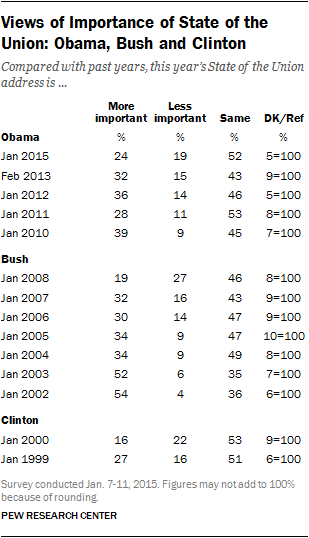 Views of Importance of State of the
Union: Obama, Bush and Clinton
Compared with past years, this year's State of the Union
address is ...
More important Less important Same DK/Ref
% % % %
Obama
Jan 2015 24 19 52 5=100
Feb 2013 32 15 43 9=100
Jan 2012 36 14 46 5=100
Jan 2011 28 11 53 8=100
Jan 2010 39 9 45 7=100
Bush
Jan 2008 19 27 46 8=100
Jan 2007 32 16 43 9=100
Jan 2006 30 14 47 9=100
Jan 2005 34 9 47 10=100
Jan 2004 34 9 49 8=100
Jan 2003 52 6 35 7=100
Jan 2002 54 4 36 6=100
Clinton
Jan 2000 16 22 53 9=100
Jan 1999 27 16 51 6=100
Survey conducted Jan. 7-11, 2015. Figures may not add to 100%
because of rounding.
PEW RESEARCH CENTER